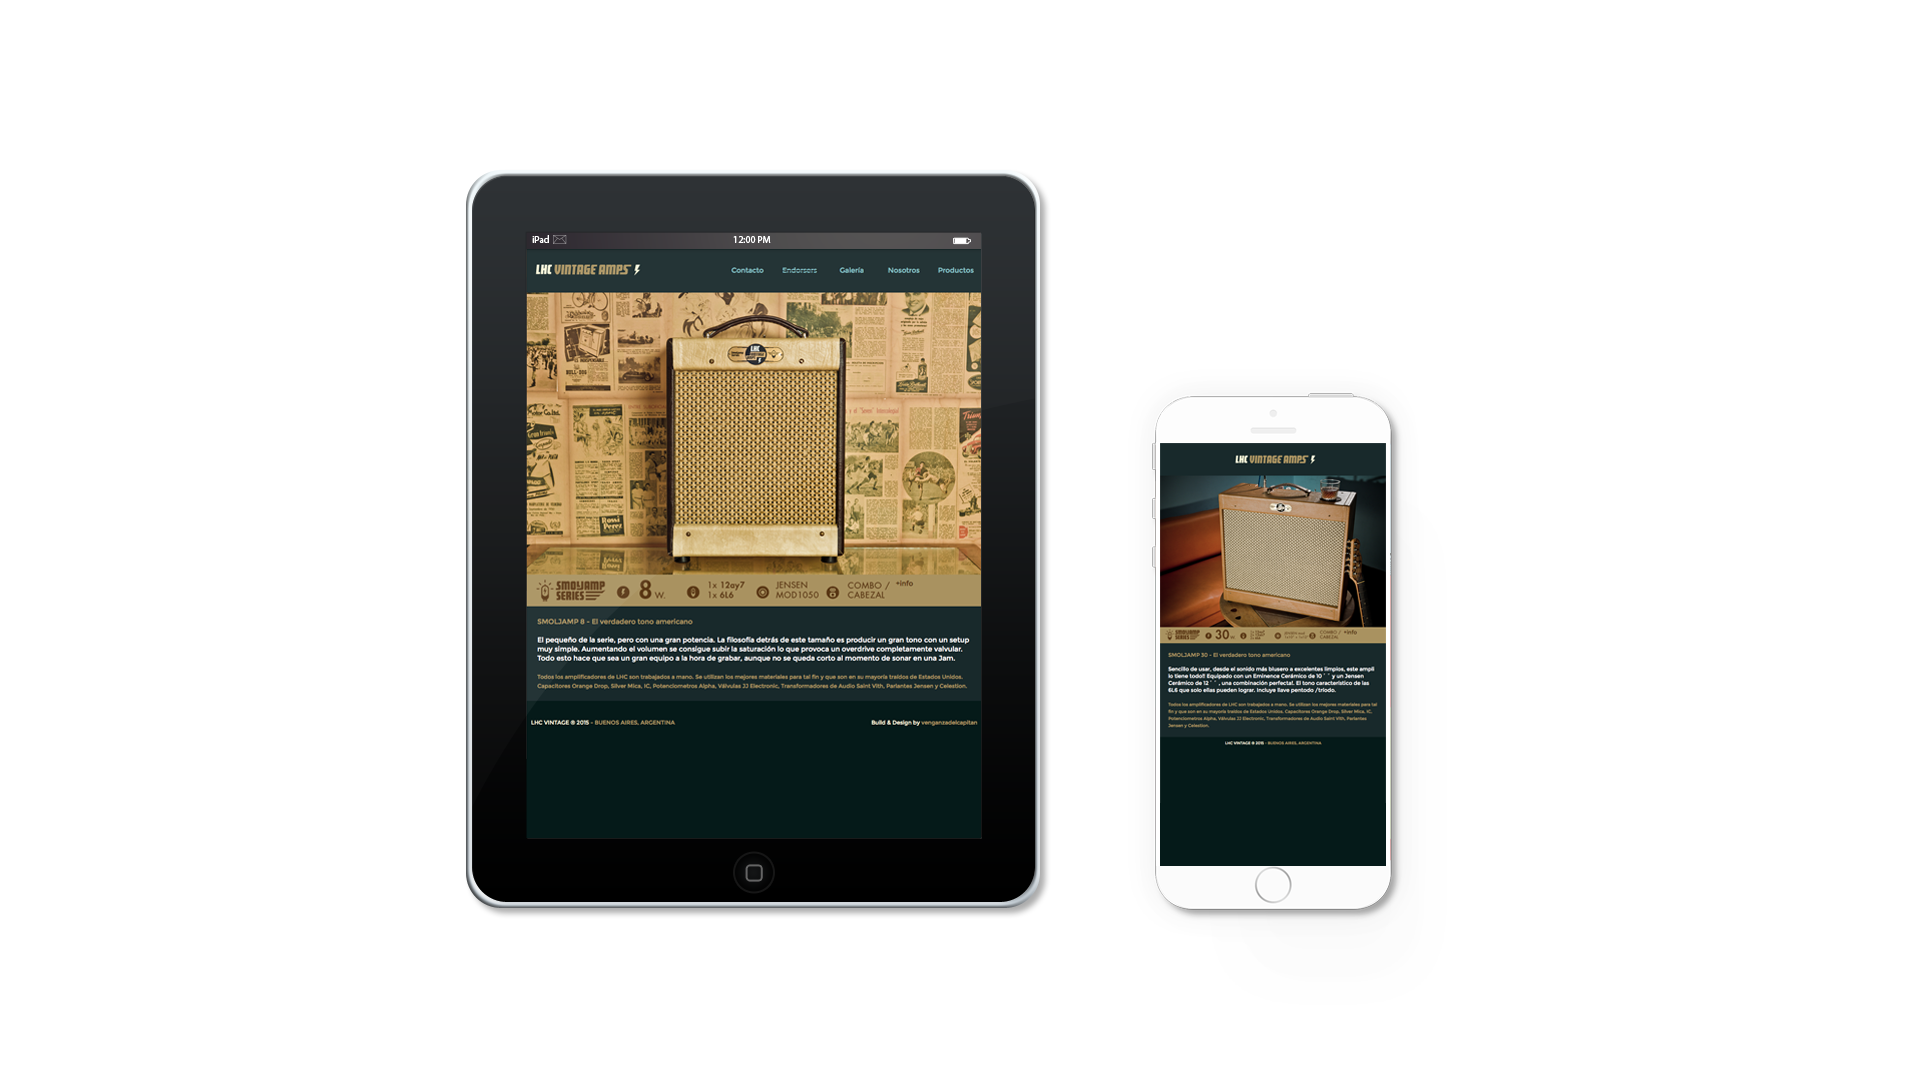 iPad
12:00 PM
LHC VINTAGE AMPS
Contacto Endorsers Galería Nosotros Productos
LHC
BULL-DOG
Rossi
Perez
SMOLJAMP
SERIES
8 W.
1x 12ay7
1x 6L6
JENSEN
MOD1050
COMBO /
CABEZAL
+info
SMOLJAMP 8 - El verdadero tono americano
El pequeño de la serie, pero con una gran potencia. La filosofía detrás de este tamaño es producir un gran tono con un setup
muy simple. Aumentando el volumen se consigue subir la saturación lo que provoca un overdrive completamente valvular.
Todo esto hace que sea un gran equipo a la hora de grabar, aunque no se queda corto al momento de sonar en una Jam.
Todos los amplificadores de LHC son trabajados a mano. Se utilizan los mejores materiales para tal fin y que son en su mayoría traídos de Estados Unidos.
Capacitores Orange Drop, Silver Mica, IC, Potenciometros Alpha, Válvulas JJ Electronic, Transformadores de Audio Saint Vith, Parlantes Jensen y Celestion.
LHC VINTAGE ® 2015 - BUENOS AIRES, ARGENTINA
Build & Design by venganzadelcapitan
LHC VINTAGE AMPS
SMOLJAMP
SERIES
30
COMBO /
CABEZAL
+info
SMOLJAMP 30 - El verdadero tono americano
Sencillo de usar, desde el sonido más blusero a excelentes limpios, este ampli
lo tiene todo!! Equipado con un Eminence Cerámico de 10´´ y un Jensen
Cerámico de 12´´, una combinación perfecta!. El tono característico de las
6L6 que solo ellas pueden lograr. Incluye llave pentodo /triodo.
Todos los amplificadores de LHC son trabajados a mano. Se utilizan los mejores materiales para tal
fin y que son en su mayoría traídos de Estados Unidos. Capacitores Orange Drop, Silver Mica, IC,
Potenciometros Alpha, Válvulas JJ Electronic, Transformadores de Audio Saint Vith, Parlantes
Jensen y Celestion.
LHC VINTAGE ® 2015 - BUENOS AIRES, ARGENTINA